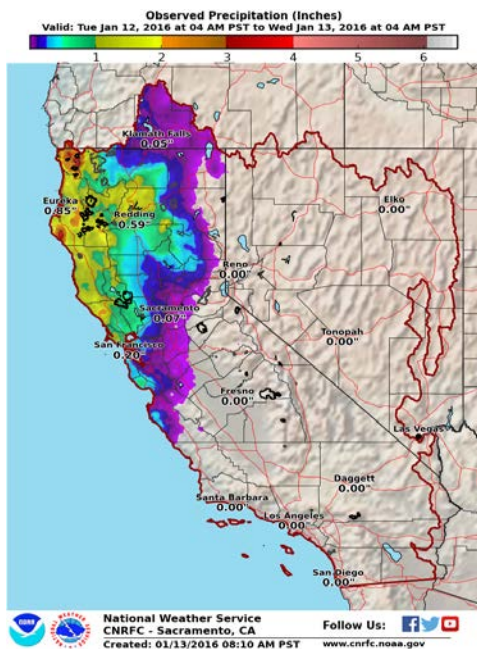 Observed Precipitation (Inches)
Valid: Tue Jan 12, 2016 at 04 AM PST to Wed Jan 13, 2016 at 04 AM PST
1 2 3 4 5 6
Klamath Falls
0.05"
Eureka
0.85"
Redding
0.59"
Elko
0.00"
Reno
0.00"
Sacramento
0.07"
Tonopah
0.00"
San Francisco
0.20"
Fresno
0.00"
Las Vegas
Daggett
0.00"
Santa Barbara
0.00"
Los Angeles
0.00"
San Diego
0.00"
NOAA
National Weather Service
CNRFC - Sacramento, CA
Created: 01/13/2016 08:10 AM PST
Follow Us:
www.cnrfc.noaa.gov